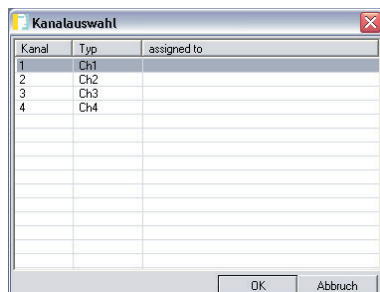 Kanalauswahl
Kanal Typ assigned to
1 Ch1
2 Ch2
3 Ch3
4 Ch4
OK Abbruch